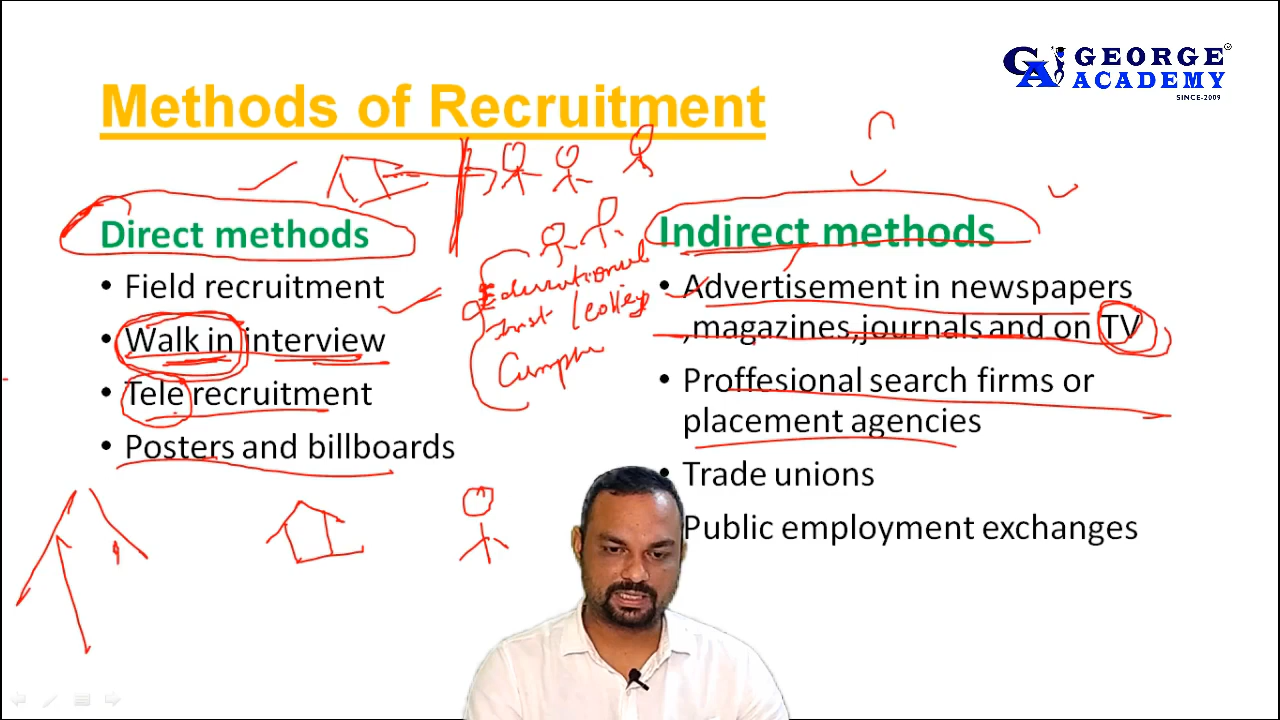 GEORGE
ACADEMY
SINCE-2009
Methods of Recruitment
Direct methods
• Field recruitment
• Walk in interview
• Tele recruitment
• Posters and billboards
Educational
Inst /
Indirect methods
• Advertisement in newspapers
,magazines,journals and on TV
• Proffesional search firms or
placement agencies
• Trade unions
Public employment exchanges